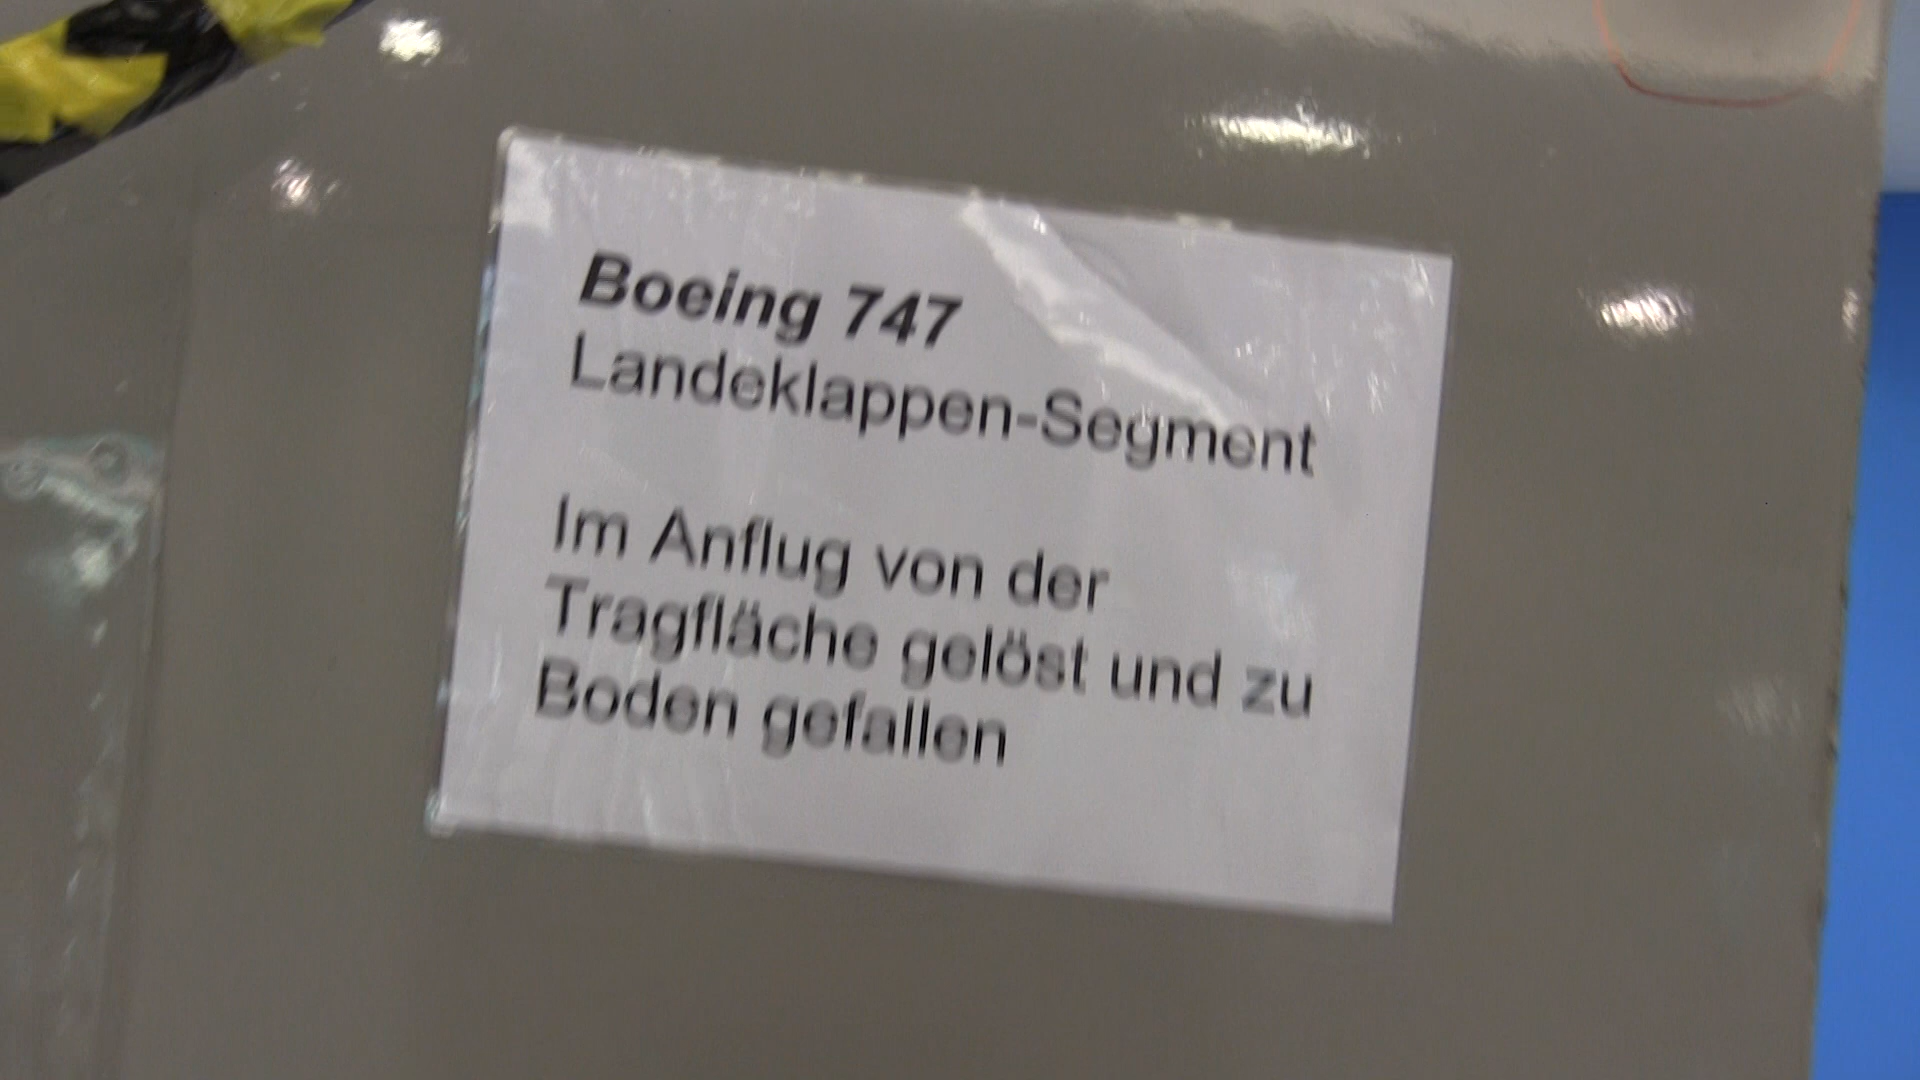 Boeing 747
Landeklappen-Segment
Im Anflug von der
Tragfläche gelöst und zu
Boden gefallen